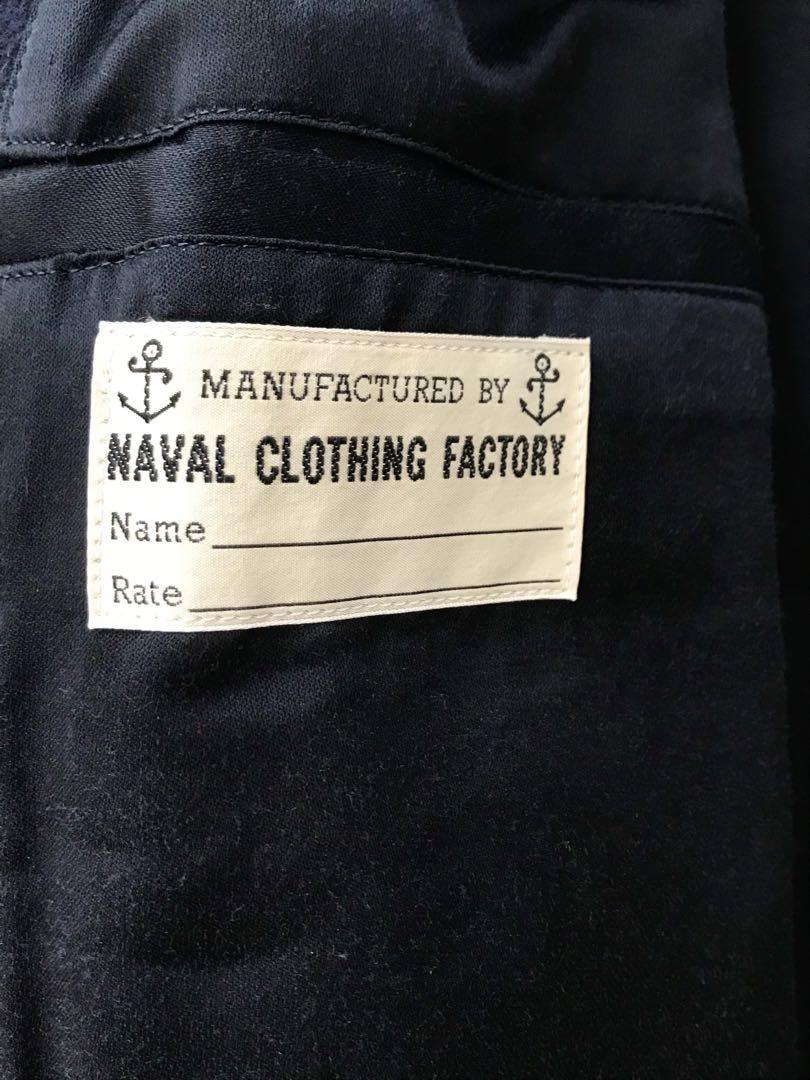 MANUFACTURED BY
NAVAL CLOTHING FACTORY
Name
Rate